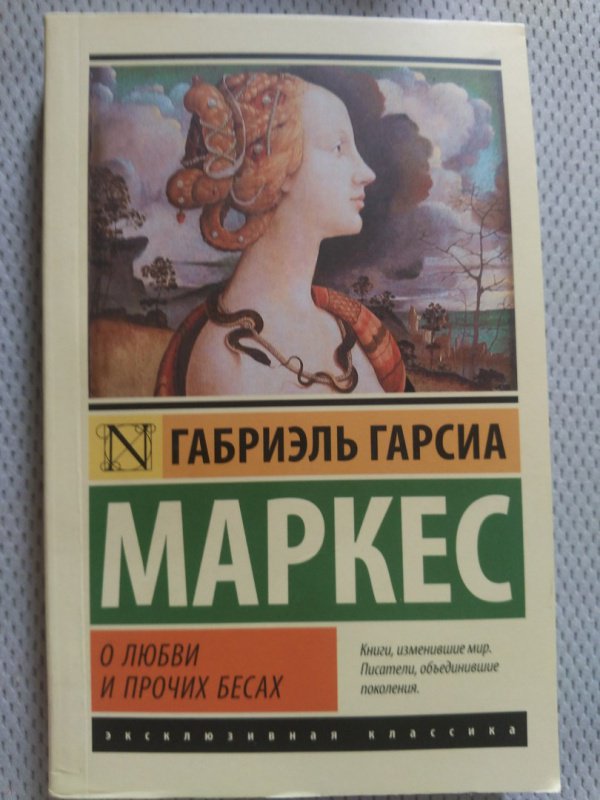 N
ГАБРИЭЛЬ ГАРСИА
МАРКЕС
О ЛЮБВИ
И ПРОЧИХ БЕСАХ
Книги, изменившие мир.
Писатели, объединившие
поколения.
эксклюзивная классика